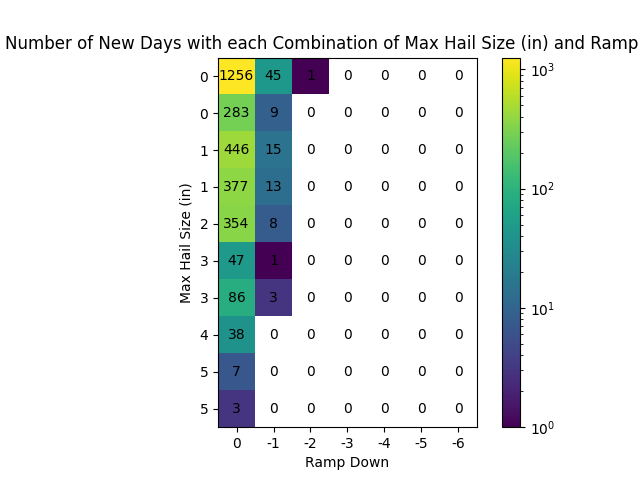 Number of New Days with each Combination of Max Hail Size (in) and Ramp
0 1256 45 1 0 0 0 0
0 283 9 0 0 0 0 0
1 446 15 0 0 0 0 0
1 377 13 0 0 0 0 0
2 354 8 0 0 0 0 0
3 47 1 0 0 0 0 0
3 86 3 0 0 0 0 0
4 38 0 0 0 0 0 0
5 7 0 0 0 0 0 0
5 3 0 0 0 0 0 0
0 -1 -2 -3 -4 -5 -6
Ramp Down
Max Hail Size (in)
10³
10²
10¹
10⁰